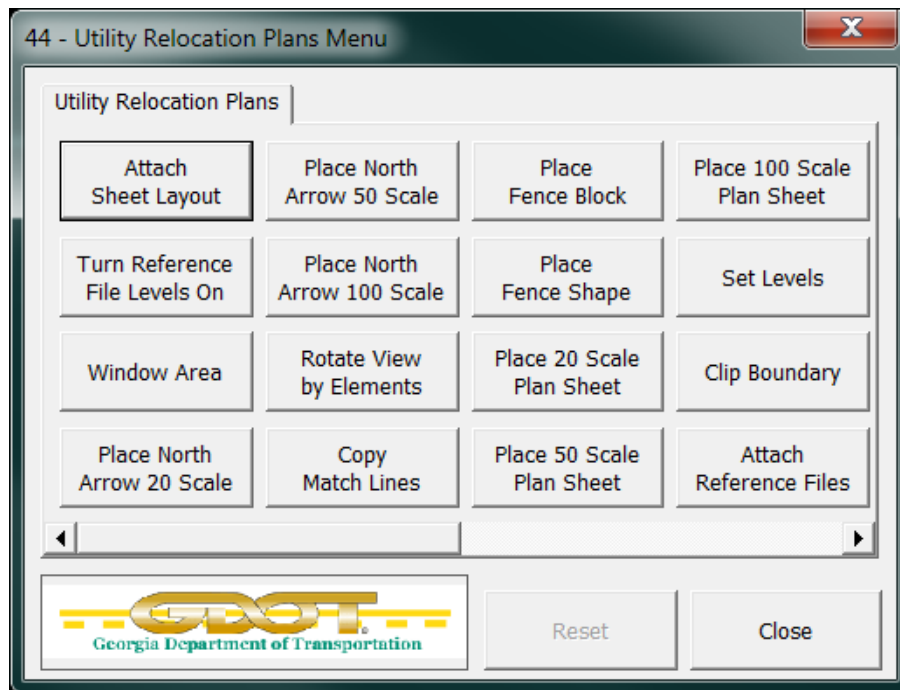 44 - Utility Relocation Plans Menu
X
Utility Relocation Plans
Attach
Sheet Layout
Place North
Arrow 50 Scale
Place
Fence Block
Place 100 Scale
Plan Sheet
Turn Reference
File Levels On
Place North
Arrow 100 Scale
Place
Fence Shape
Set Levels
Window Area
Rotate View
by Elements
Place 20 Scale
Plan Sheet
Clip Boundary
Place North
Arrow 20 Scale
Copy
Match Lines
Place 50 Scale
Plan Sheet
Attach
Reference Files
GDOT®
Georgia Department of Transportation
Reset
Close